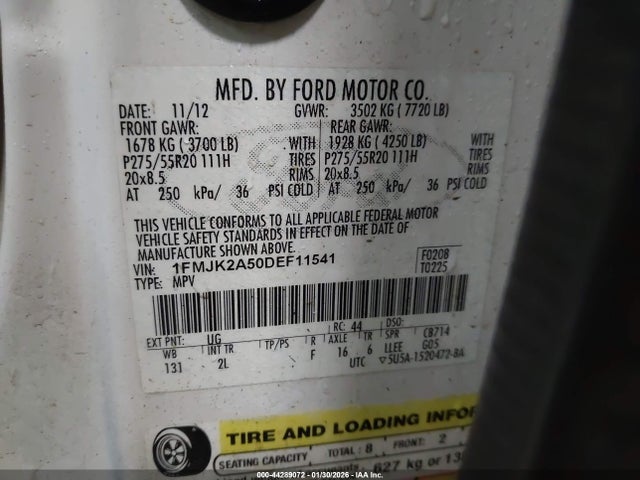 MFD. BY FORD MOTOR CO.
DATE: 11/12 GVWR: 3502 KG ( 7720 LB)
FRONT GAWR: REAR GAWR:
1678 KG ( 3700 LB) WITH 1928 KG ( 4250 LB) WITH
P275/55R20 111H TIRES P275/55R20 111H TIRES
20x8.5 RIMS 20x8.5 RIMS
AT 250 kPa/ 36 PSI COLD AT 250 kPa/ 36 PSI COLD
THIS VEHICLE CONFORMS TO ALL APPLICABLE FEDERAL MOTOR
VEHICLE SAFETY STANDARDS IN EFFECT ON THE DATE OF
MANUFACTURE SHOWN ABOVE.
VIN: 1FMJK2A50DEF11541 F0208
TYPE: MPV T0225
EXT PNT: UG RC: 44 DSO:
WB INT TR TP/PS R AXLE TR SPR C8714
131 2L F 16 6 LLEE G05
UTC ▽5U5A-1520472-BA
TIRE AND LOADING INFOR
SEATING CAPACITY TOTAL: 8 FRONT: 2
627 kg or 13
000 - 44289072 - 01/30/2026 - IAA Inc.